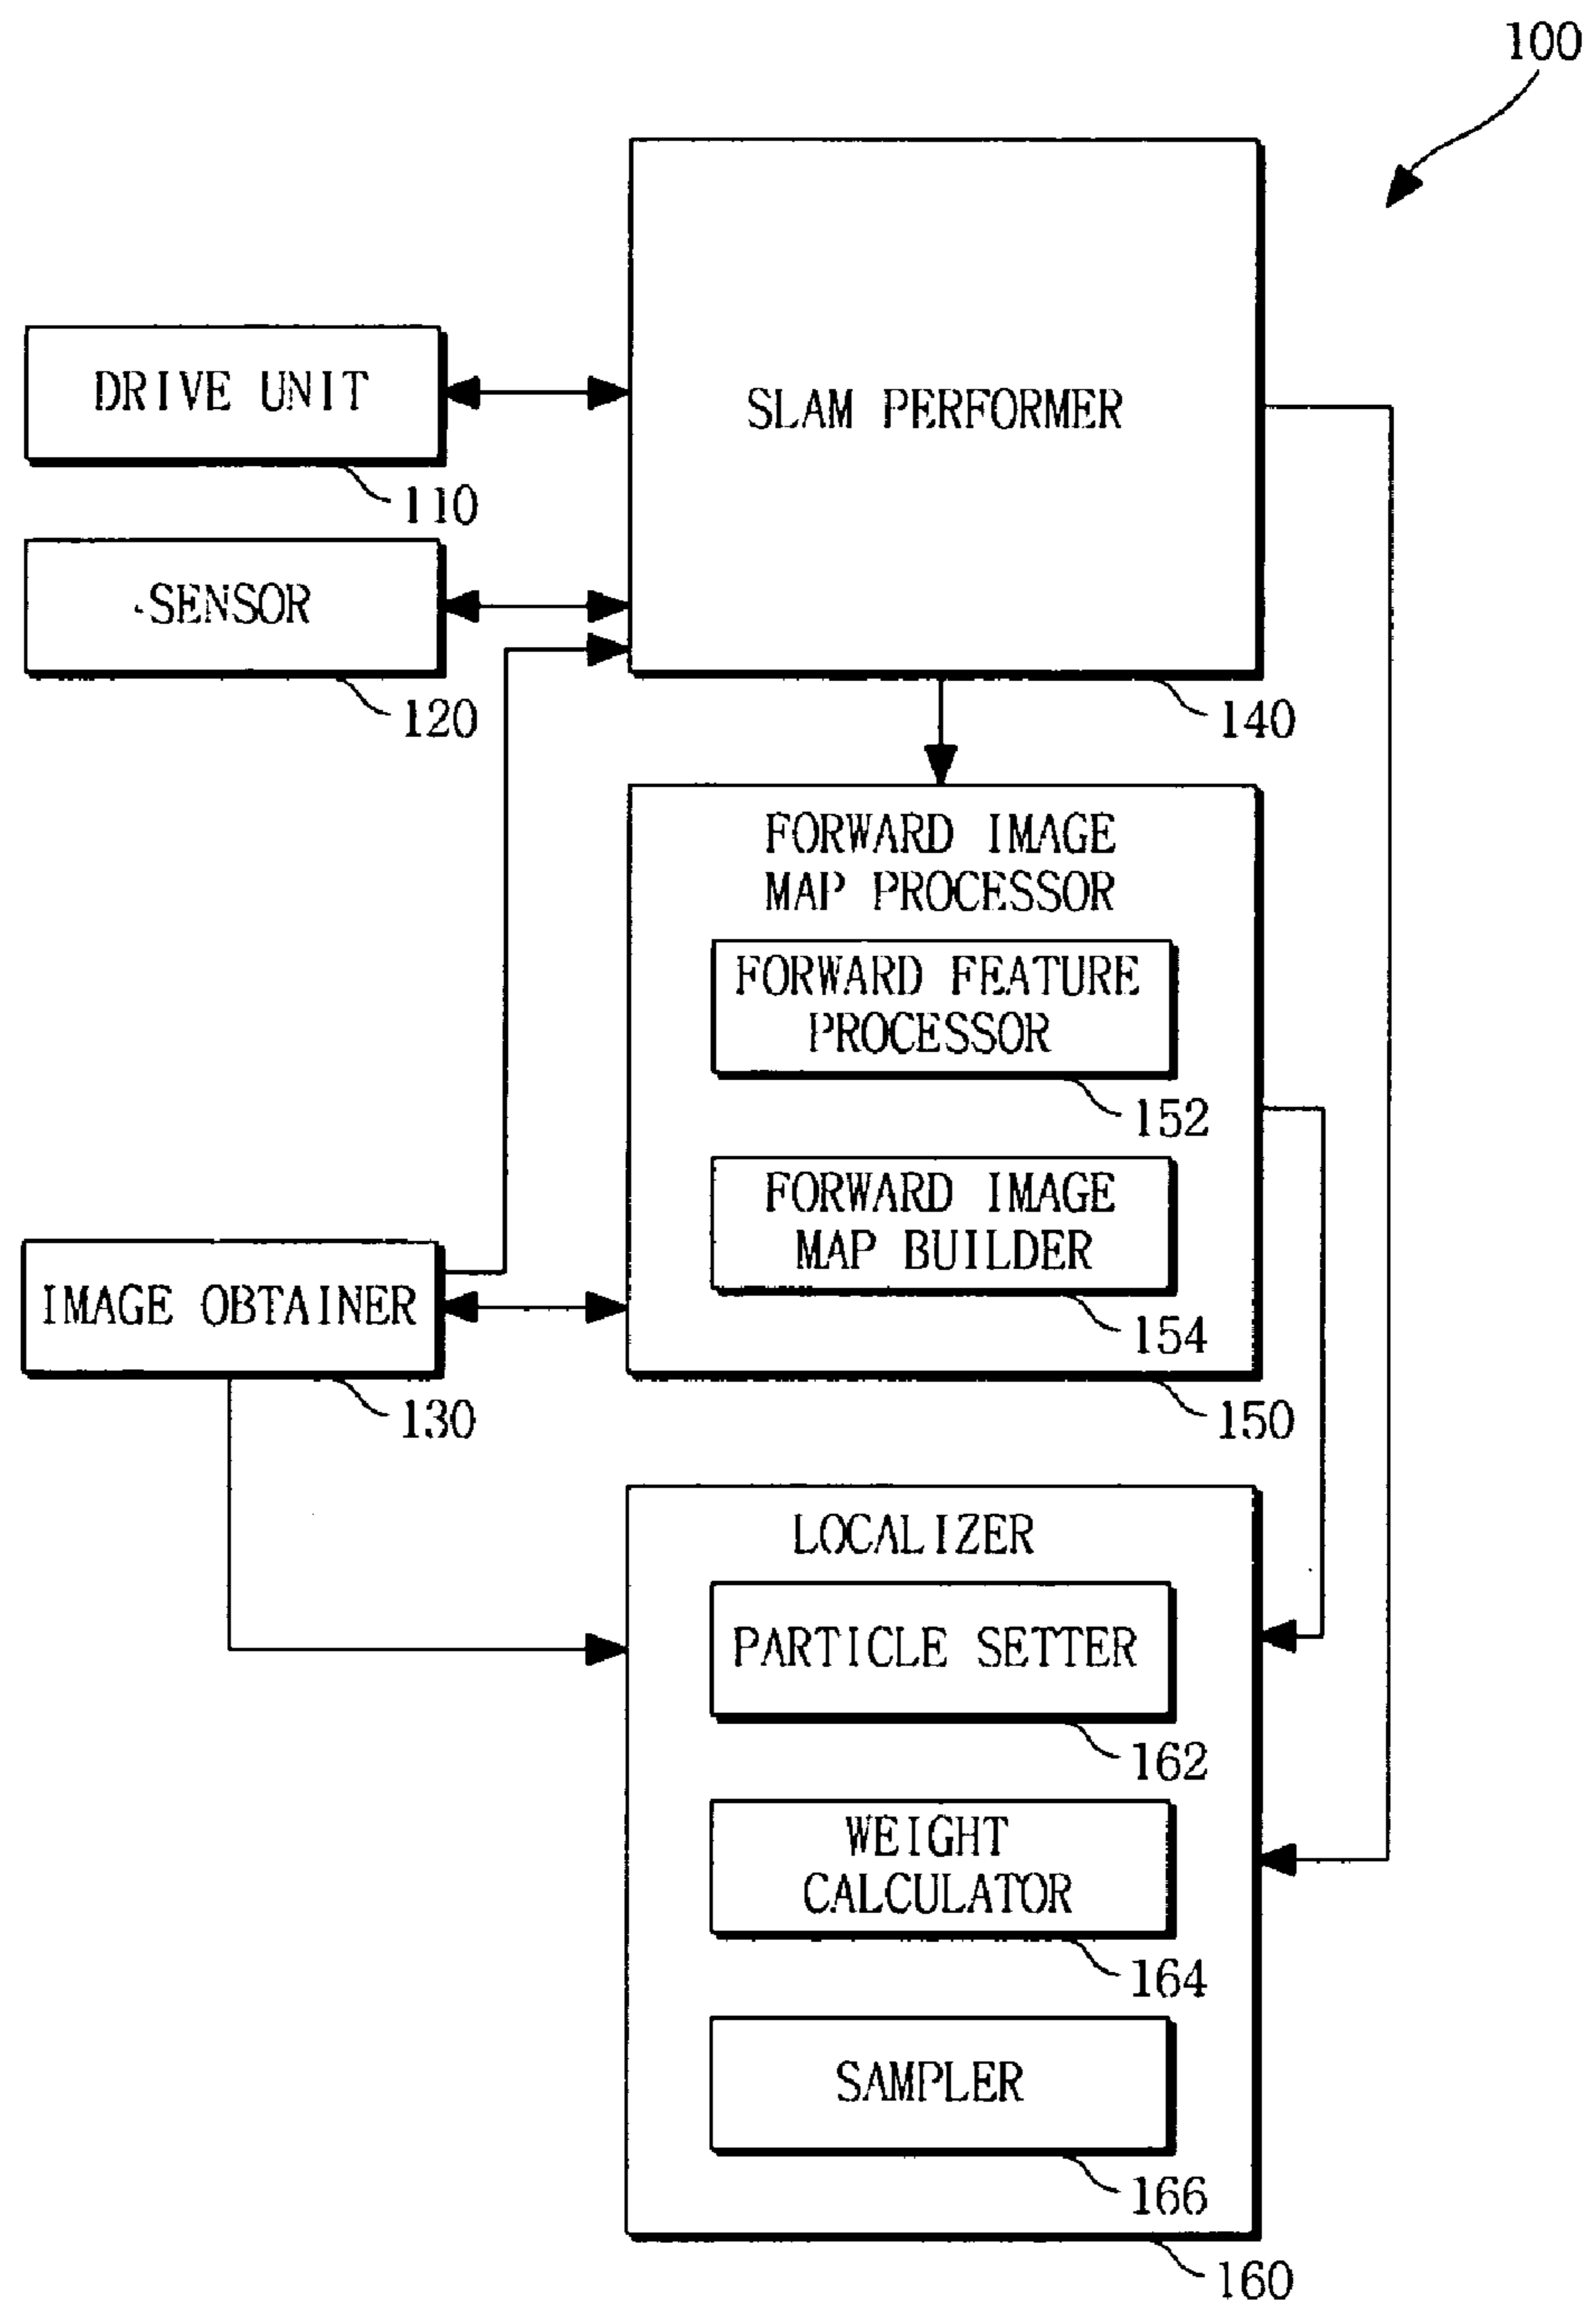 100
SLAM PERFORMER
DRIVE UNIT
110
SENSOR
120
140
FORWARD IMAGE
MAP PROCESSOR
FORWARD FEATURE
PROCESSOR
152
FORWARD IMAGE
MAP BUILDER
154
IMAGE OBTAINER
130
150
LOCALIZER
PARTICLE SETTER
162
WEIGHT
CALCULATOR
164
SAMPLER
166
160